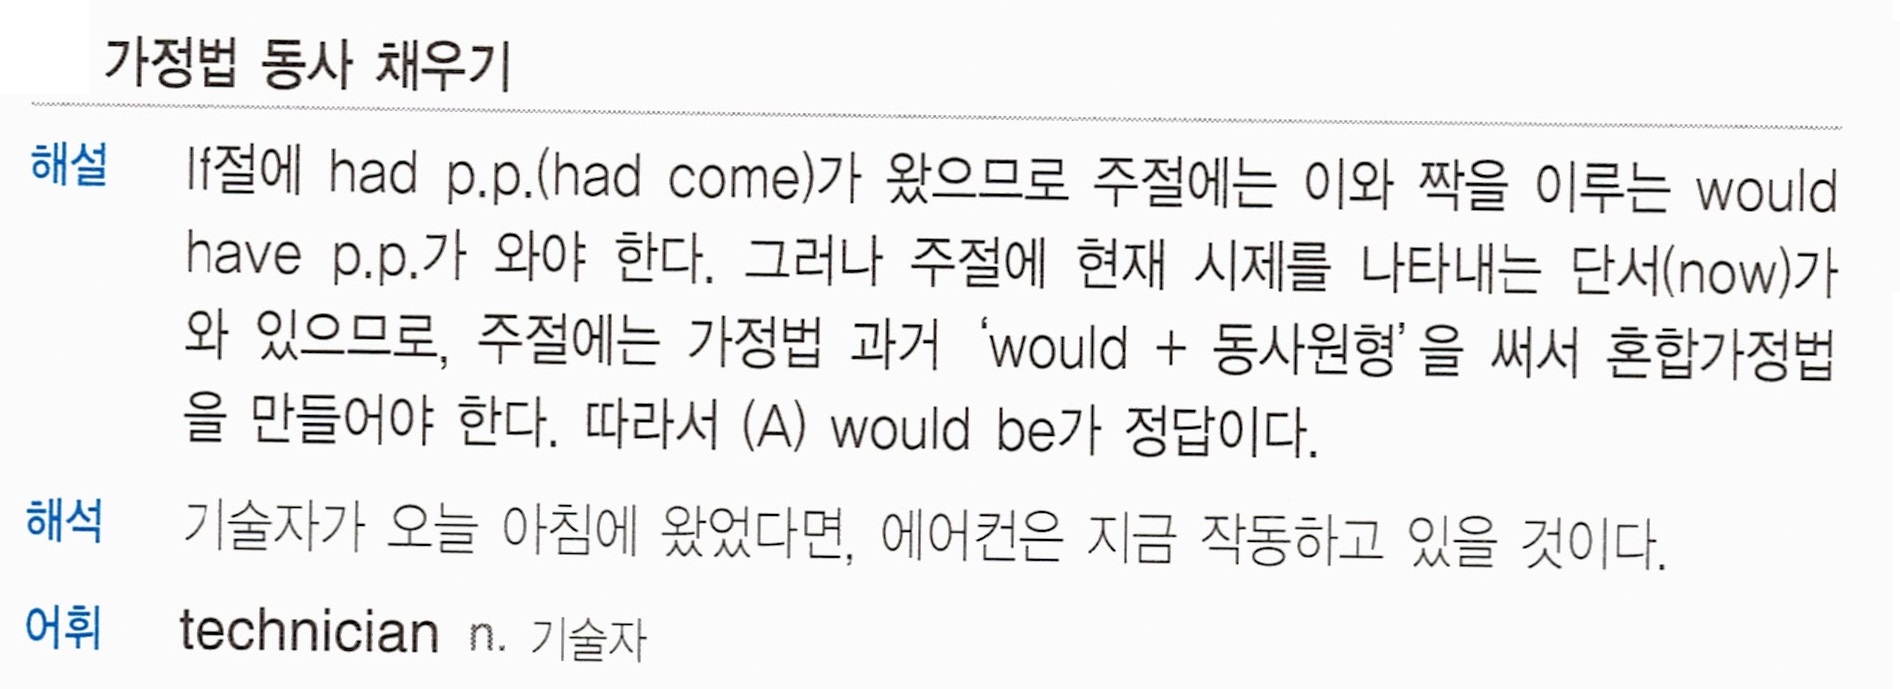 가정법 동사 채우기
해설 If절에 had p.p.(had come)가 왔으므로 주절에는 이와 짝을 이루는 would
have p.p.가 와야 한다. 그러나 주절에 현재 시제를 나타내는 단서(now)가
와 있으므로, 주절에는 가정법 과거 ‘would + 동사원형’을 써서 혼합가정법
을 만들어야 한다. 따라서 (A) would be가 정답이다.
해석 기술자가 오늘 아침에 왔었다면, 에어컨은 지금 작동하고 있을 것이다.
어휘 technician n. 기술자